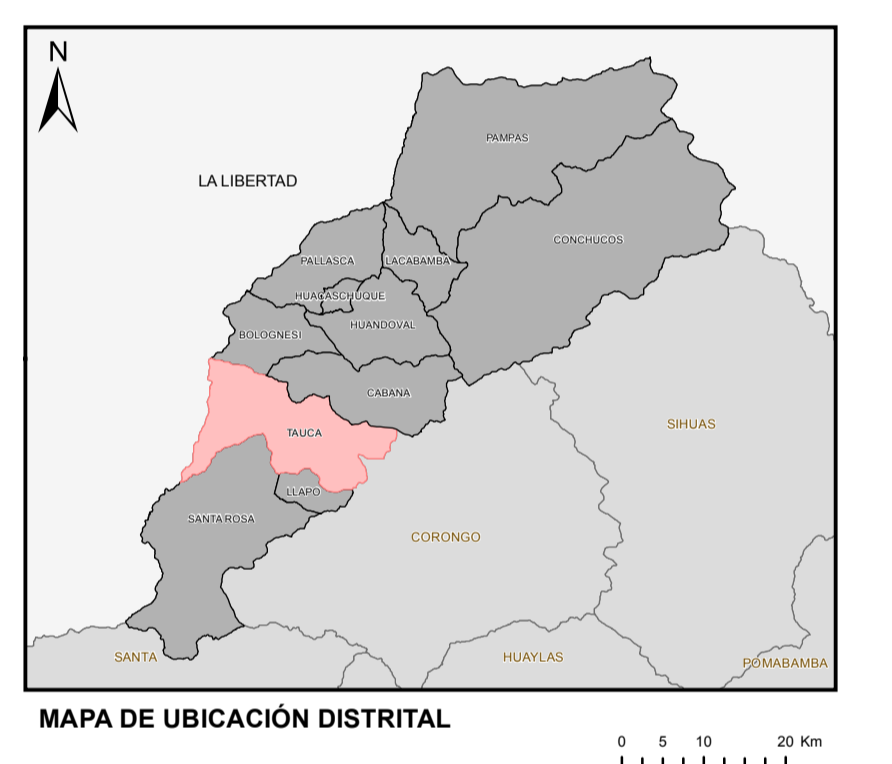 N
PAMPAS
LA LIBERTAD
CONCHUCOS
PALLASCA
LACABAMBA
HUACASCHUQUE
HUANDOVAL
BOLOGNESI
CABANA
SIHUAS
TAUCA
LLAPO
SANTA ROSA
CORONGO
SANTA
HUAYLAS
POMABAMBA
MAPA DE UBICACIÓN DISTRITAL
0 5 10 20 Km